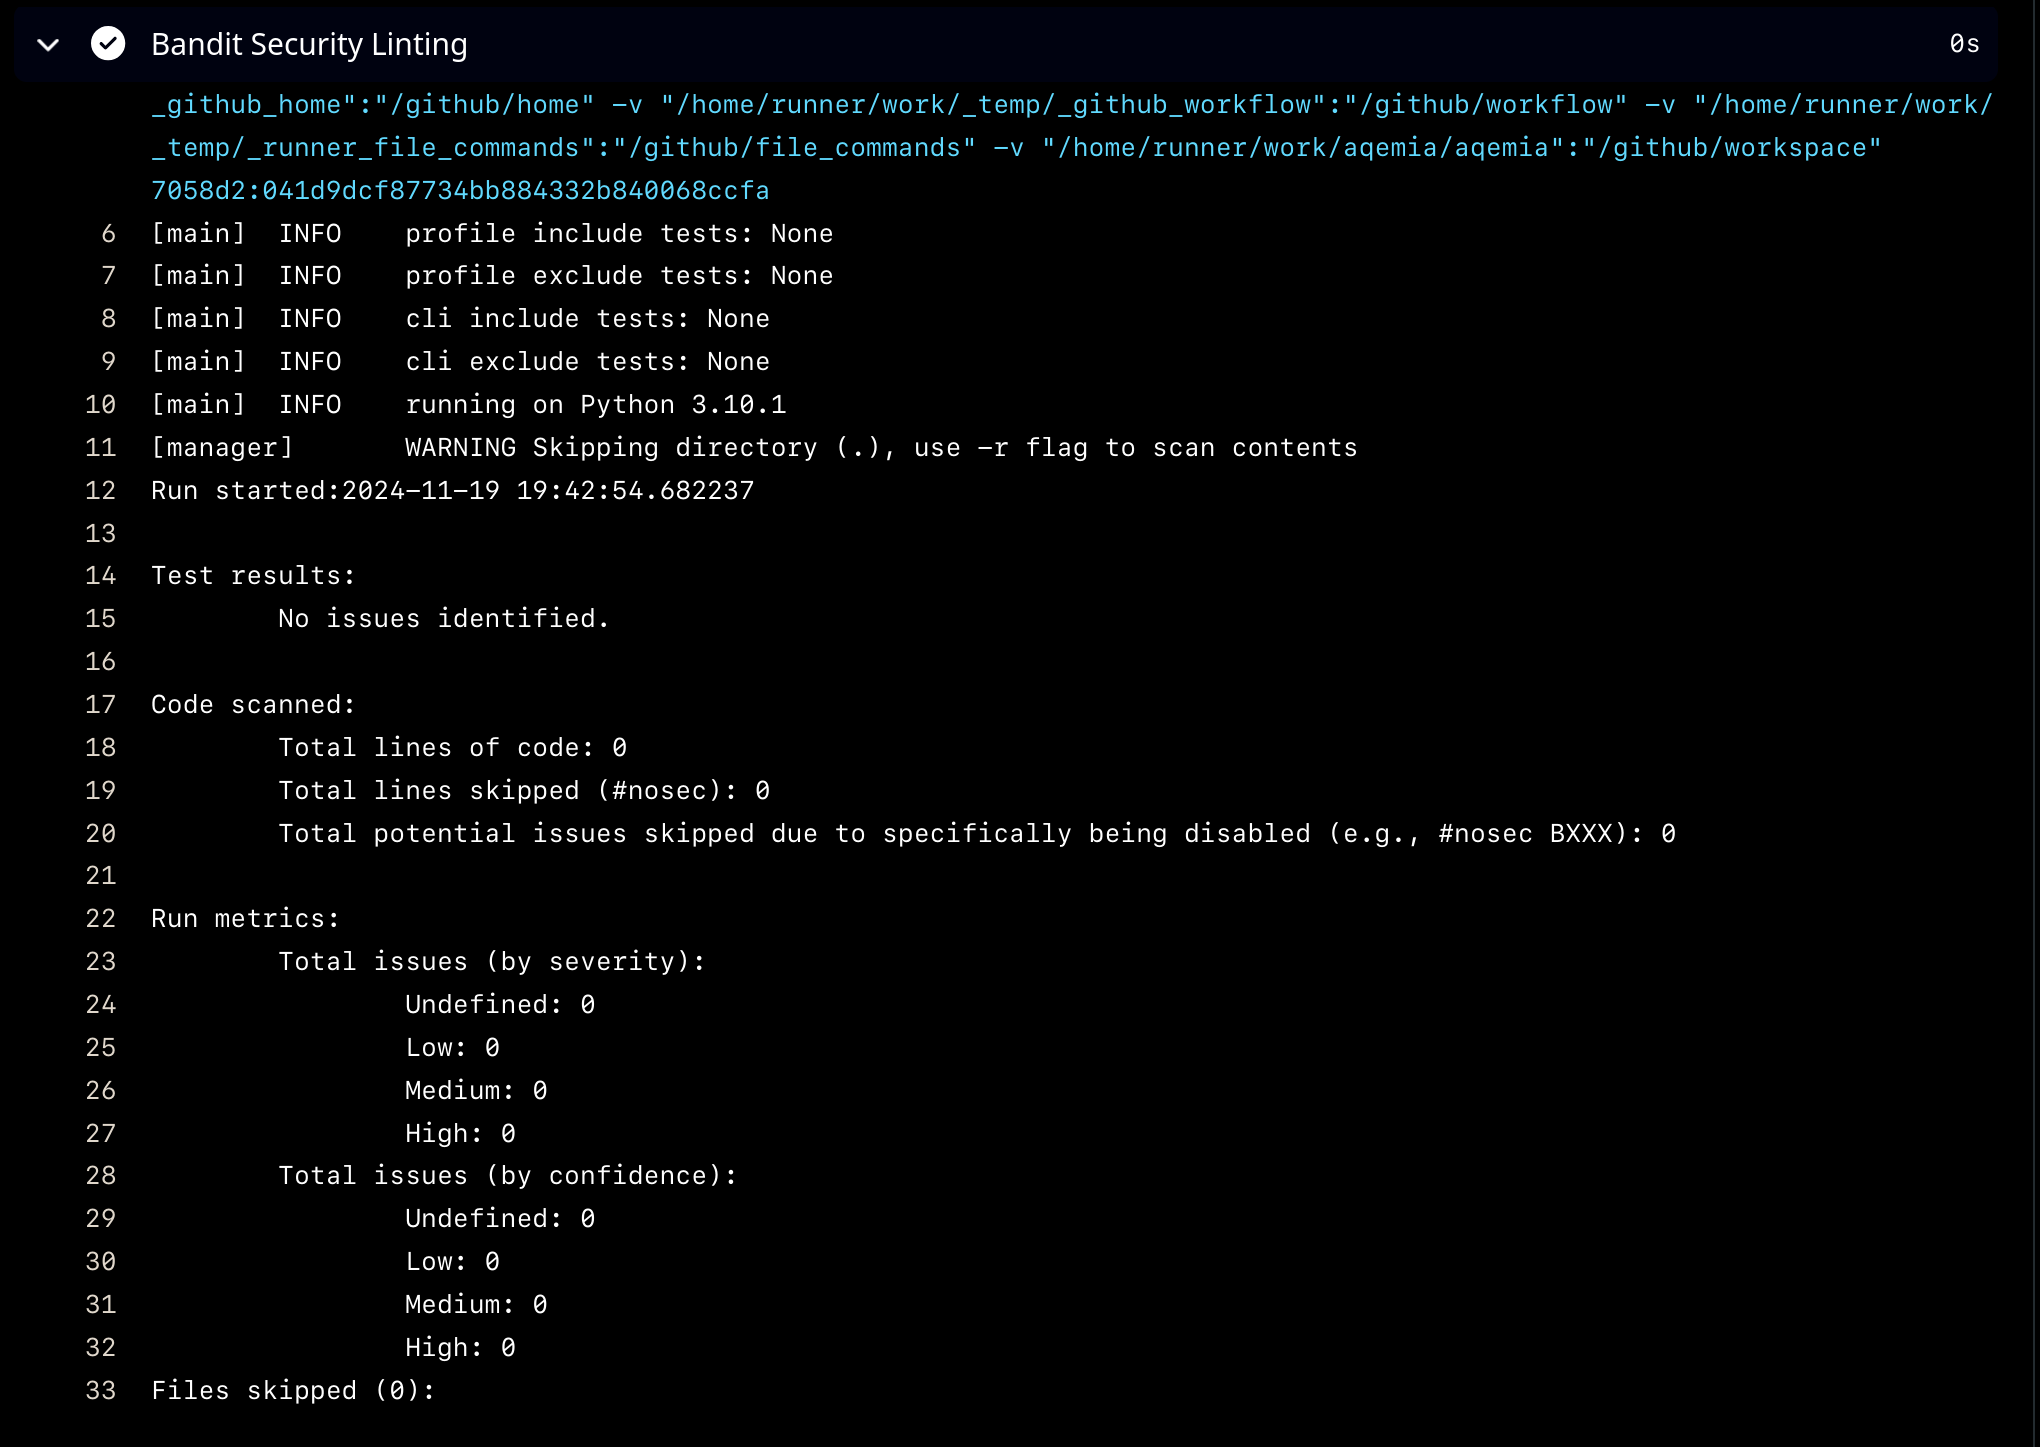 Bandit Security Linting 0s
_github_home":"/github/home" -v "/home/runner/work/_temp/_github_workflow":"/github/workflow" -v "/home/runner/work/
_temp/_runner_file_commands":"/github/file_commands" -v "/home/runner/work/aqemia/aqemia":"/github/workspace"
7058d2:041d9dcf87734bb884332b840068ccfa
6 [main]  INFO    profile include tests: None
7 [main]  INFO    profile exclude tests: None
8 [main]  INFO    cli include tests: None
9 [main]  INFO    cli exclude tests: None
10 [main]  INFO    running on Python 3.10.1
11 [manager]       WARNING Skipping directory (.), use -r flag to scan contents
12 Run started:2024-11-19 19:42:54.682237
13
14 Test results:
15         No issues identified.
16
17 Code scanned:
18         Total lines of code: 0
19         Total lines skipped (#nosec): 0
20         Total potential issues skipped due to specifically being disabled (e.g., #nosec BXXX): 0
21
22 Run metrics:
23         Total issues (by severity):
24                 Undefined: 0
25                 Low: 0
26                 Medium: 0
27                 High: 0
28         Total issues (by confidence):
29                 Undefined: 0
30                 Low: 0
31                 Medium: 0
32                 High: 0
33 Files skipped (0):